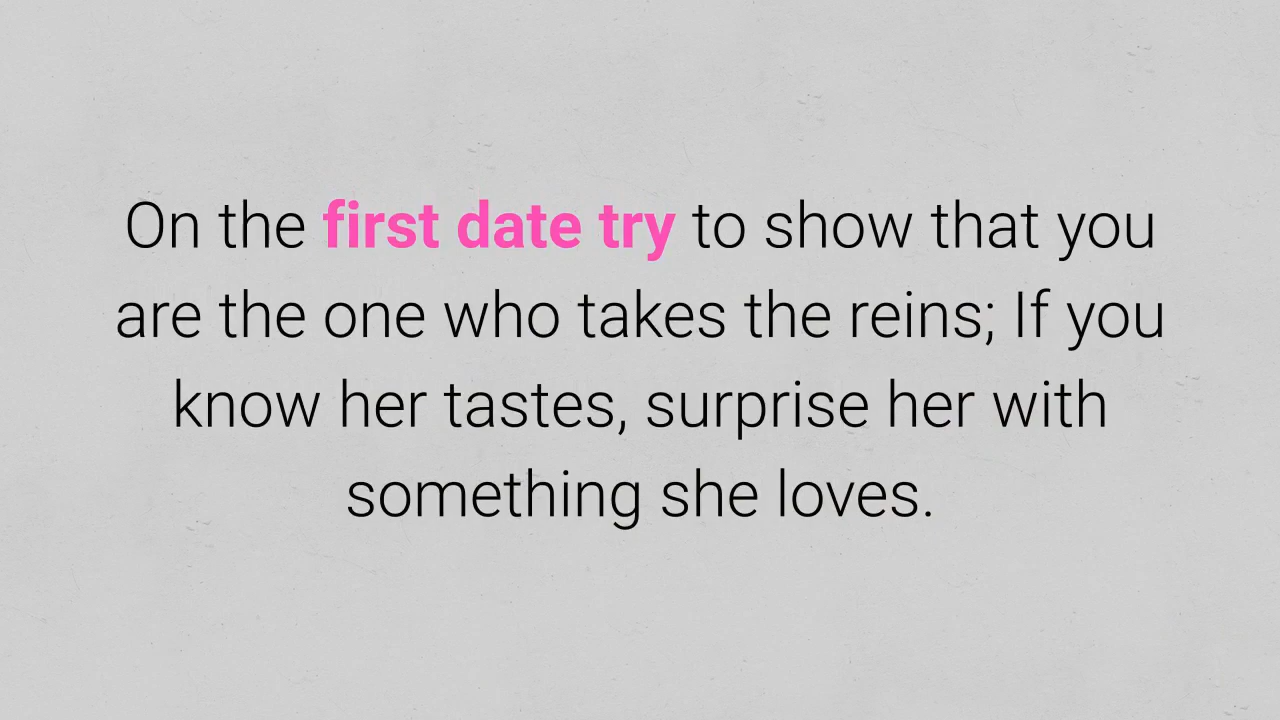 On the first date try to show that you
are the one who takes the reins; If you
know her tastes, surprise her with
something she loves.